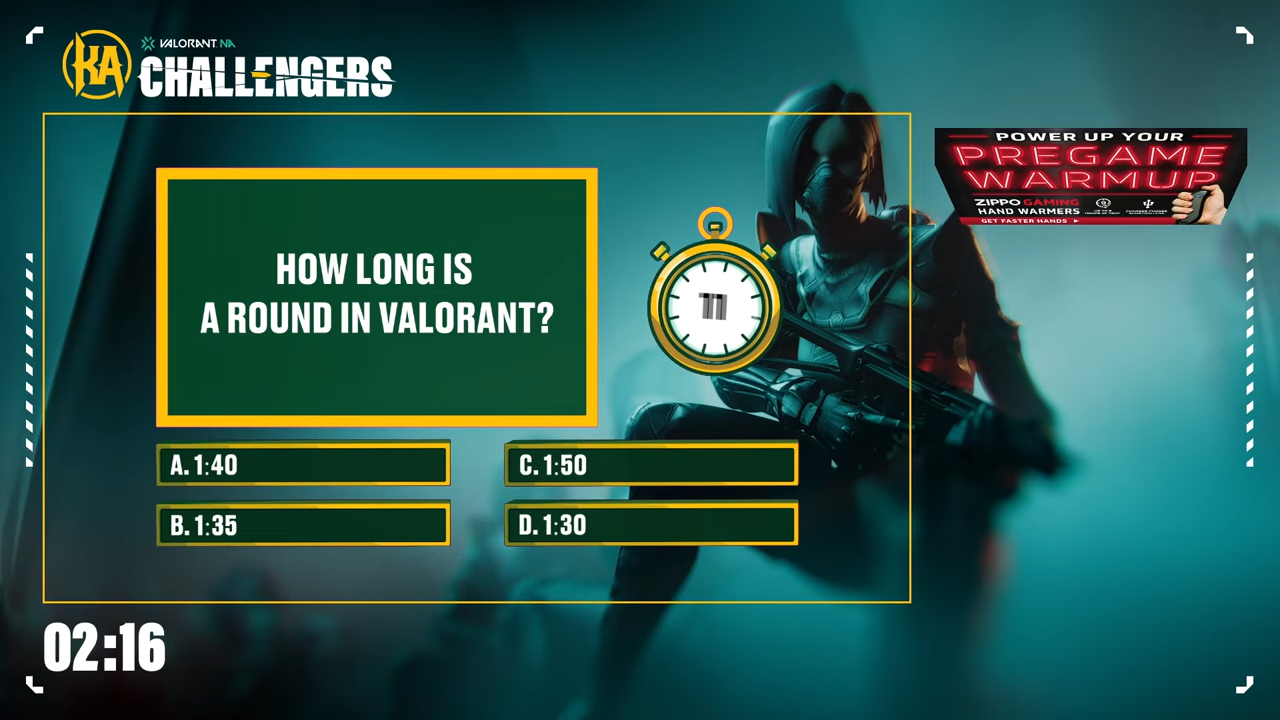 KA
VALORANT NA
CHALLENGERS
POWER UP YOUR
PREGAME
WARMUP
ZIPPO GAMING
HAND WARMERS
GET FASTER HANDS
HOW LONG IS
A ROUND IN VALORANT?
11
A. 1:40
C. 1:50
B. 1:35
D. 1:30
02:16